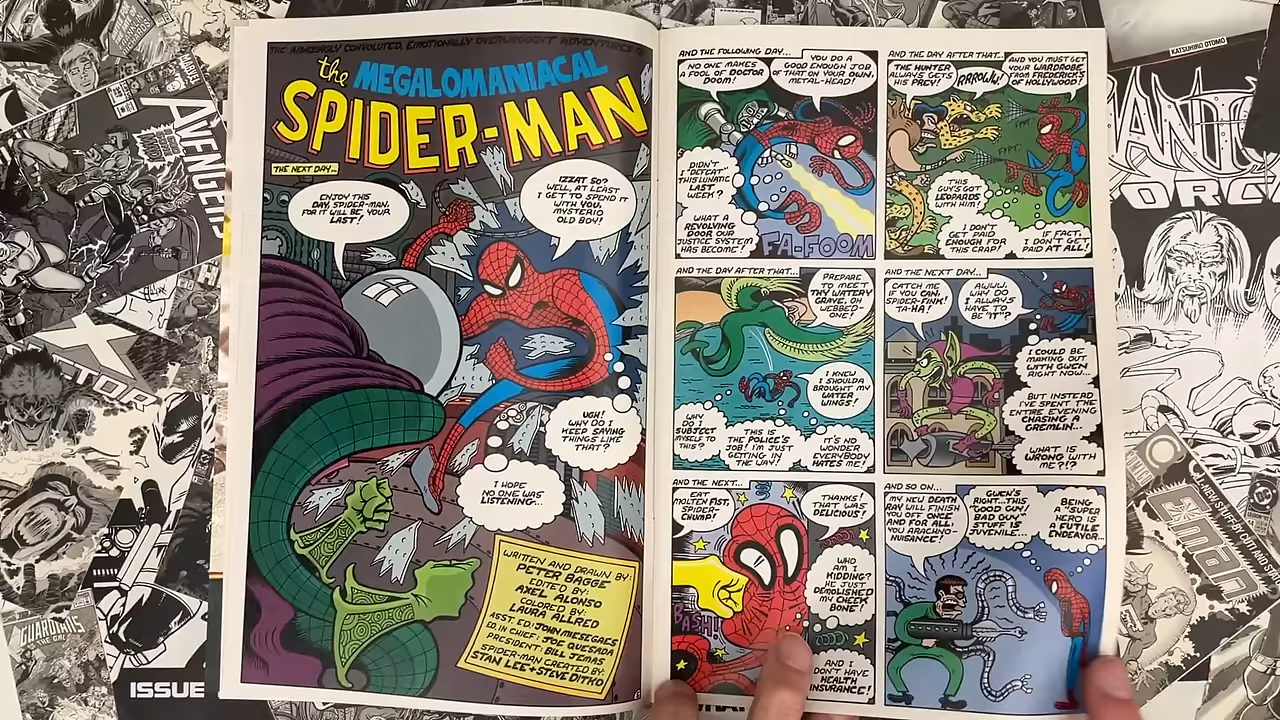 THE AMAZINGLY CONVOLUTED, EMOTIONALLY OVERWROUGHT ADVENTURES OF
the MEGALOMANIACAL
SPIDER-MAN
THE NEXT DAY...
ENJOY THIS
DAY, SPIDER-MAN,
FOR IT WILL BE YOUR
LAST!
IZZAT SO?
WELL, AT LEAST
I GET TO SPEND IT
WITH YOU,
MYSTERIO
OLD BOY!
UGH!
WHY DO I
KEEP SAYING
THINGS LIKE
THAT?
I HOPE
NO ONE WAS
LISTENING...
WRITTEN AND DRAWN BY:
PETER BAGGE
EDITED BY:
AXEL ALONSO
COLORED BY:
LAURA ALLRED
ASST. ED: JOHN MIESEGAES
ED. IN CHIEF: JOE QUESADA
PRESIDENT: BILL JEMAS
SPIDER-MAN CREATED BY:
STAN LEE + STEVE DITKO
AND THE FOLLOWING DAY...
NO ONE MAKES
A FOOL OF DOCTOR
DOOM!
YOU DO A
GOOD ENOUGH JOB
OF THAT ON YOUR OWN,
METAL-HEAD!
DIDN'T
I "DEFEAT"
THIS LUNATIC
LAST
WEEK?
WHAT A
REVOLVING
DOOR OUR
JUSTICE SYSTEM
HAS BECOME!
FA-FOOM
AND THE DAY AFTER THAT...
THE HUNTER
ALWAYS GETS
HIS PREY!
RRROWW!
AND YOU MUST GET
YOUR WARDROBE
FROM FREDERICK'S
OF HOLLYWOOD!
FPPT
FPPT
THIS
GUY'S GOT
LEOPARDS
WITH HIM!
I DON'T
GET PAID
ENOUGH FOR
THIS CRAP!
IF FACT,
I DON'T GET
PAID AT ALL!
AND THE DAY AFTER THAT...
PREPARE
TO MEET
THY WATERY
GRAVE, OH
WEBBED-
ONE!
I KNEW
I SHOULDA
BROUGHT MY
WATER
WINGS!
WHY
DO I
SUBJECT
MYSELF TO
THIS?
THIS IS
THE POLICE'S
JOB! I'M JUST
GETTING IN
THE WAY!
IT'S NO
WONDER
EVERYBODY
HATES ME!
AND THE NEXT DAY...
CATCH ME
IF YOU CAN,
SPIDER-FINK!
TA-HA!
AWW,
WHY DO I
ALWAYS
HAVE TO
BE "IT"?
I COULD BE
MAKING OUT
WITH GWEN
RIGHT NOW...
BUT INSTEAD
I'VE SPENT THE
ENTIRE EVENING
CHASING A
GREMLIN...
WHAT IS
WRONG WITH
ME?!?
AND THE NEXT...
EAT
MOLTEN FIST,
SPIDER-
CHUMP!
THANKS!
THAT WAS
DELICIOUS!
WHO
AM I
KIDDING?
HE JUST
DEMOLISHED
MY CHEEK
BONE!
BASH!
AND I
DON'T HAVE
HEALTH
INSURANCE!
AND SO ON...
MY NEW DEATH
RAY WILL FINISH
YOU OFF ONCE
AND FOR ALL,
YOU ARACHNO-
NUISANCE!
GWEN'S
RIGHT...THIS
"GOOD GUY/
BAD GUY"
STUFF IS
JUVENILE...
BEING
A "SUPER
HERO" IS
A FUTILE
ENDEAVOR...
AVENGERS
X
GUARDIANS
ISSUE
KATSUHIRO OTOMO
E-MAN